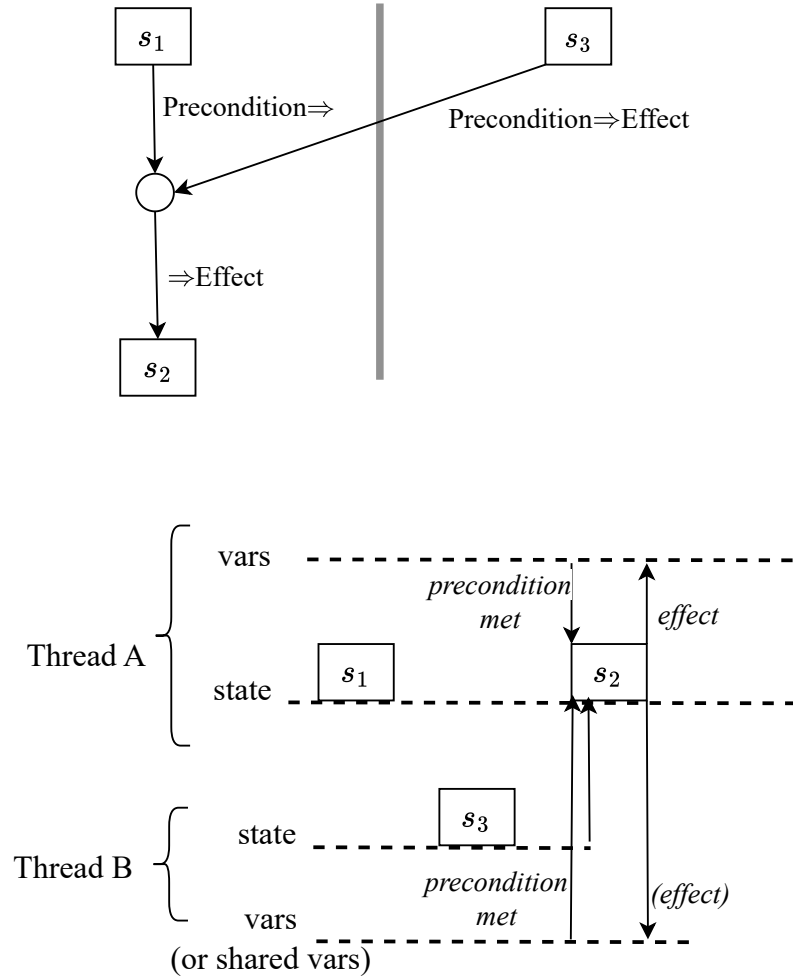 s₁
s₃
Precondition⇒
Precondition⇒Effect
⇒Effect
s₂
vars
precondition
met
effect
Thread A
s₁
s₂
state
s₃
state
Thread B
precondition
met
(effect)
vars
(or shared vars)